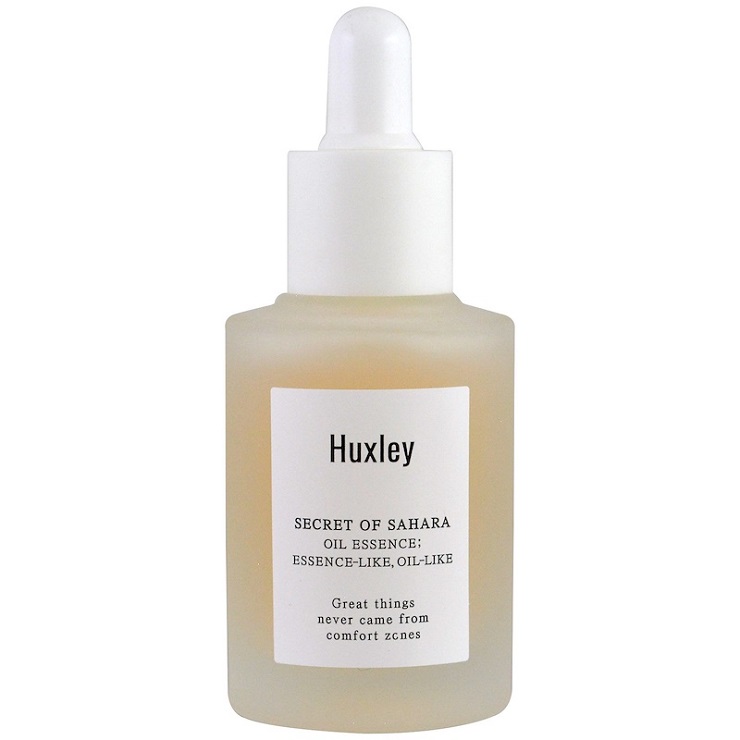 Huxley
SECRET OF SAHARA
OIL ESSENCE;
ESSENCE-LIKE, OIL-LIKE
Great things
never came from
comfort zones